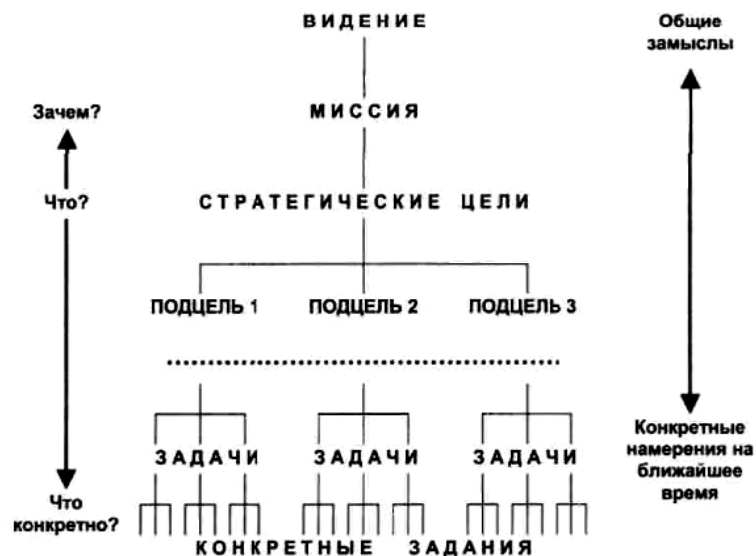 ВИДЕНИЕ
Общие
замыслы
Зачем?
МИССИЯ
Что?
СТРАТЕГИЧЕСКИЕ ЦЕЛИ
ПОДЦЕЛЬ 1
ПОДЦЕЛЬ 2
ПОДЦЕЛЬ 3
ЗАДАЧИ
ЗАДАЧИ
ЗАДАЧИ
Конкретные
намерения на
ближайшее
время
Что
конкретно?
КОНКРЕТНЫЕ ЗАДАНИЯ